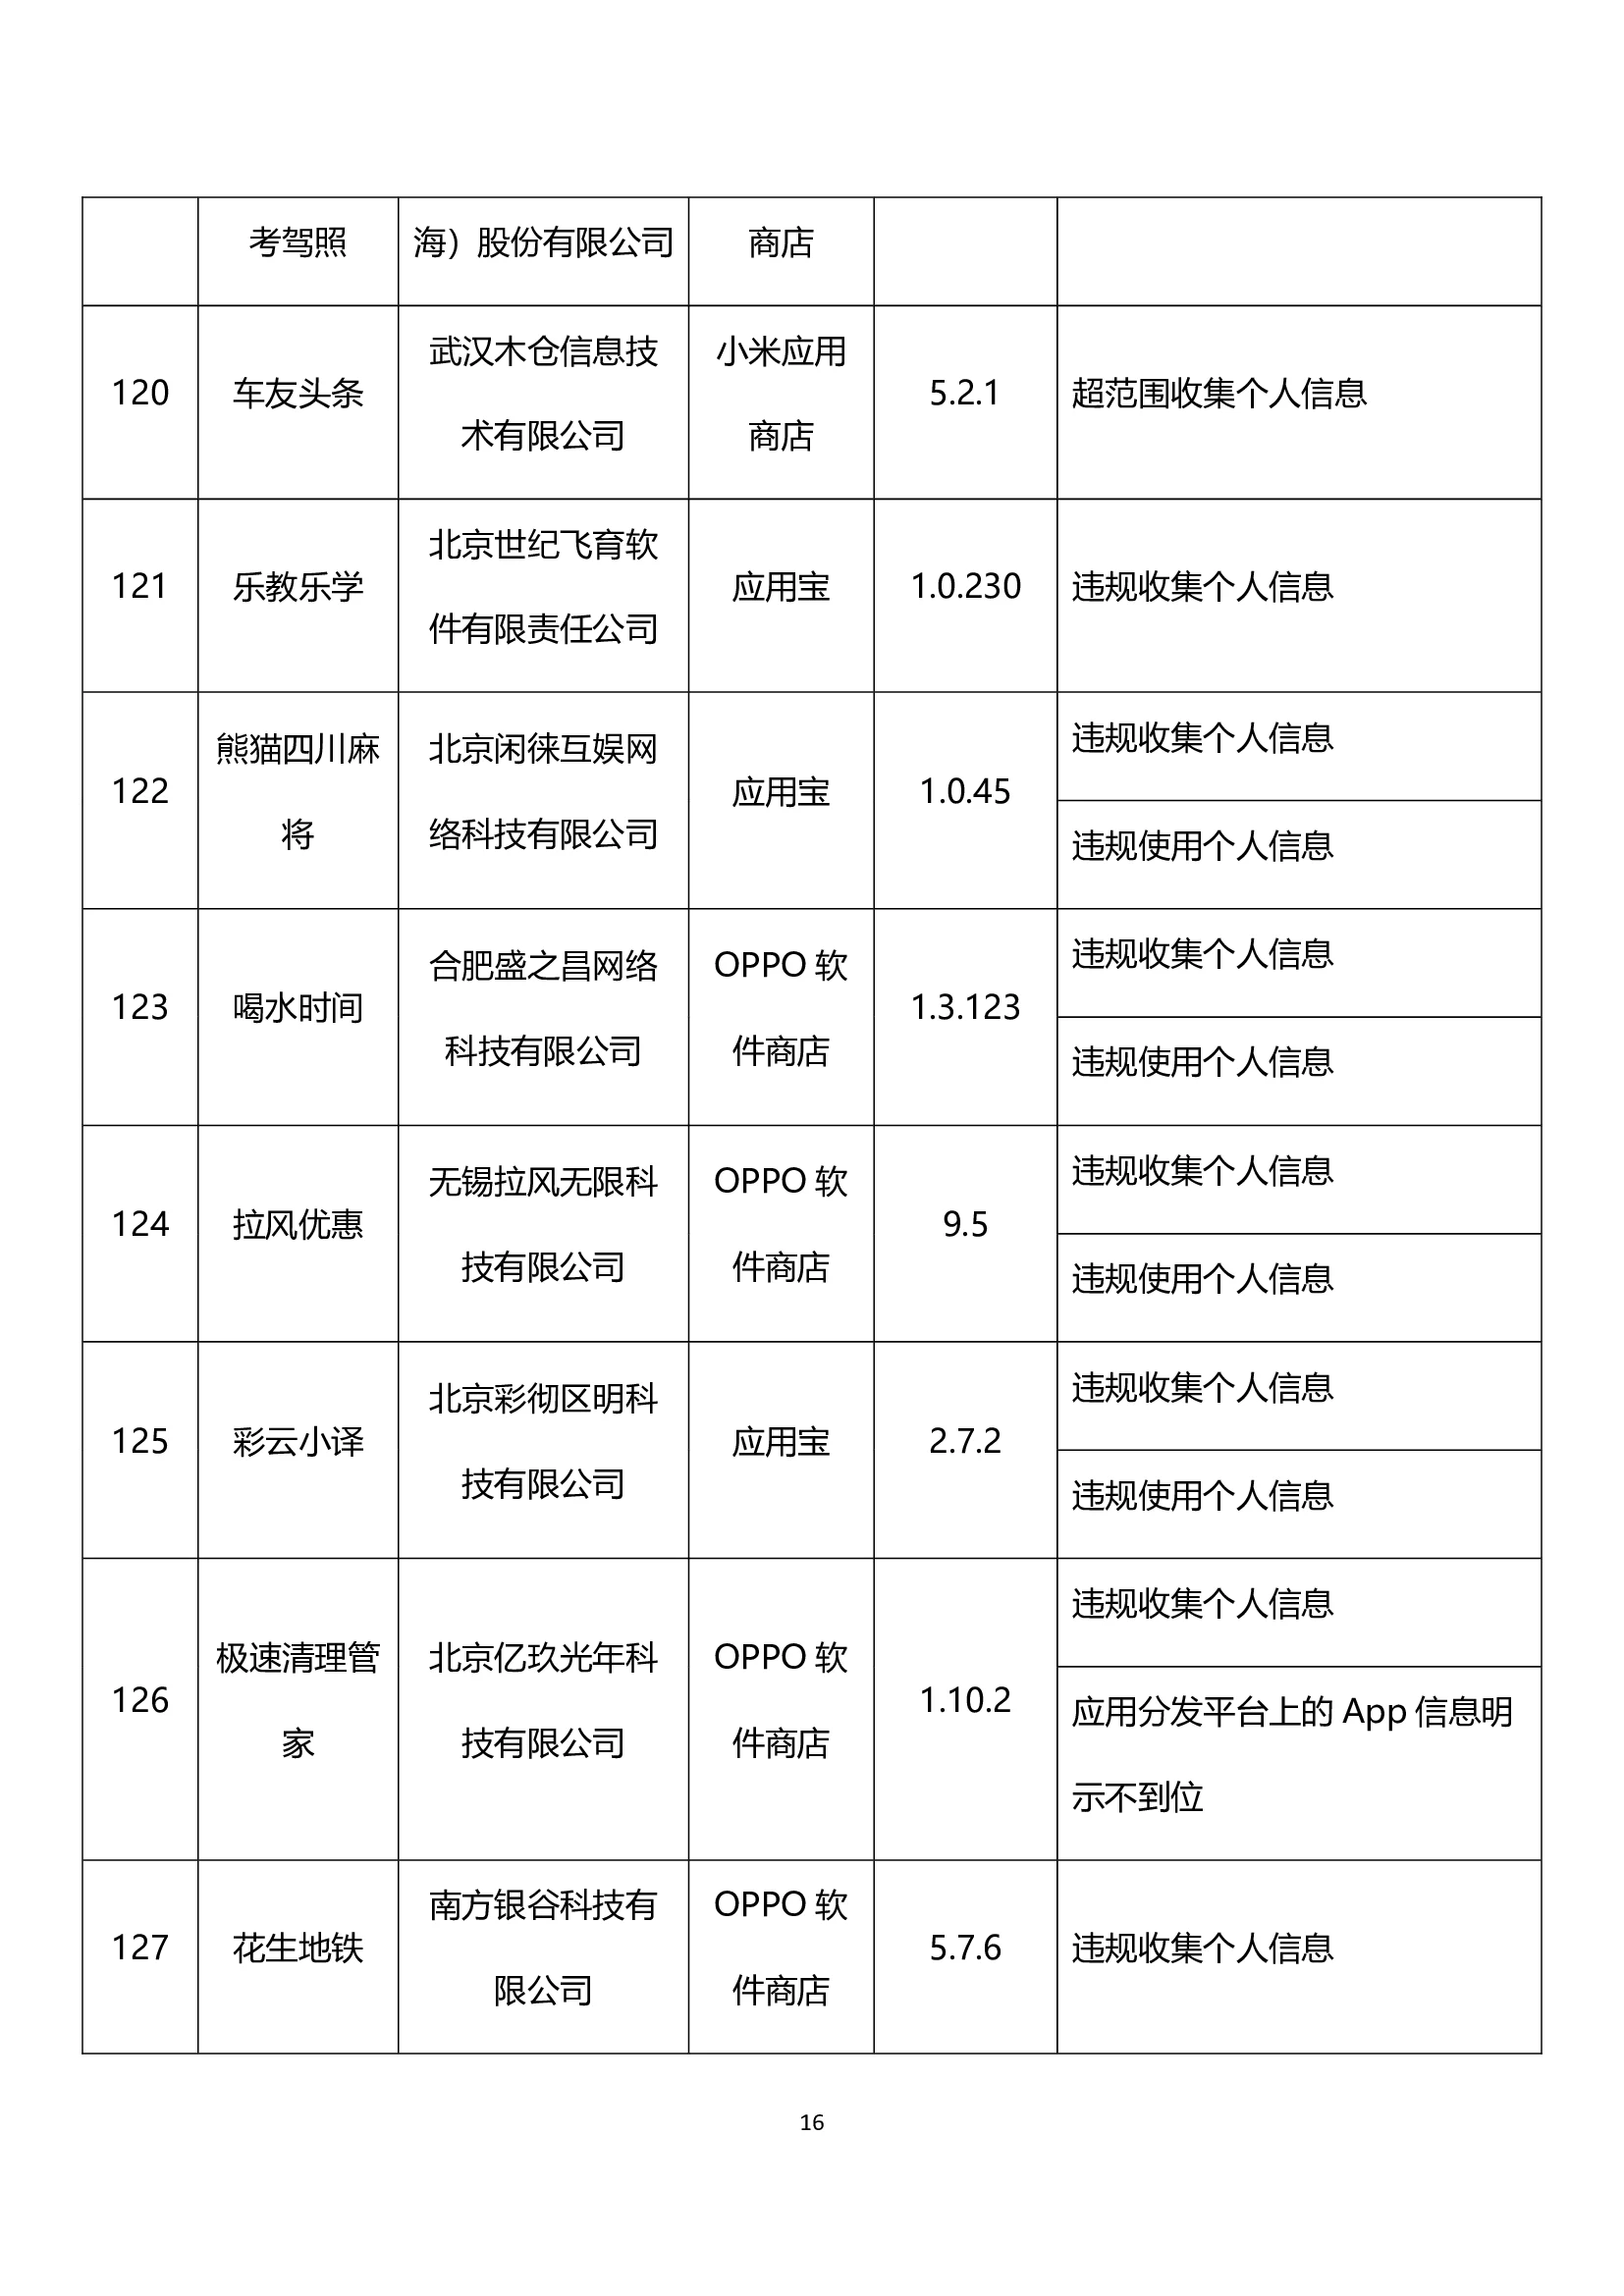 考驾照
海）股份有限公司
商店
120
车友头条
武汉木仓信息技
术有限公司
小米应用
商店
5.2.1
超范围收集个人信息
121
乐教乐学
北京世纪飞育软
件有限责任公司
应用宝
1.0.230
违规收集个人信息
122
熊猫四川麻
将
北京闲徕互娱网
络科技有限公司
应用宝
1.0.45
违规收集个人信息
违规使用个人信息
123
喝水时间
合肥盛之昌网络
科技有限公司
OPPO 软
件商店
1.3.123
违规收集个人信息
违规使用个人信息
124
拉风优惠
无锡拉风无限科
技有限公司
OPPO 软
件商店
9.5
违规收集个人信息
违规使用个人信息
125
彩云小译
北京彩彻区明科
技有限公司
应用宝
2.7.2
违规收集个人信息
违规使用个人信息
126
极速清理管
家
北京亿玖光年科
技有限公司
OPPO 软
件商店
1.10.2
违规收集个人信息
应用分发平台上的 App 信息明
示不到位
127
花生地铁
南方银谷科技有
限公司
OPPO 软
件商店
5.7.6
违规收集个人信息
16